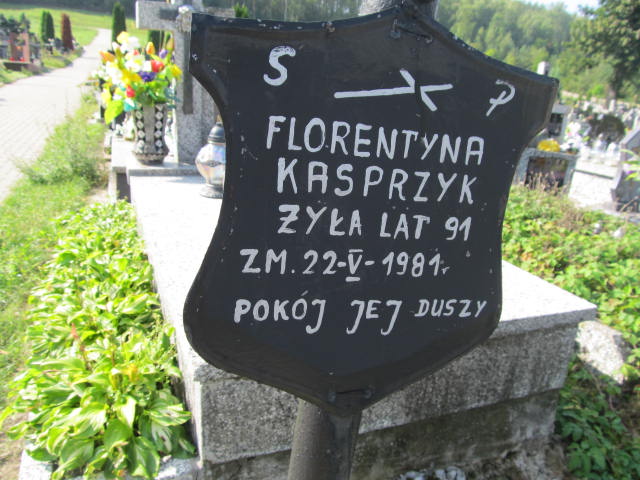 Ś P
FLORENTYNA
KASPRZYK
ŻYŁA LAT 91
ZM. 22-V-1981r
POKÓJ JEJ DUSZY